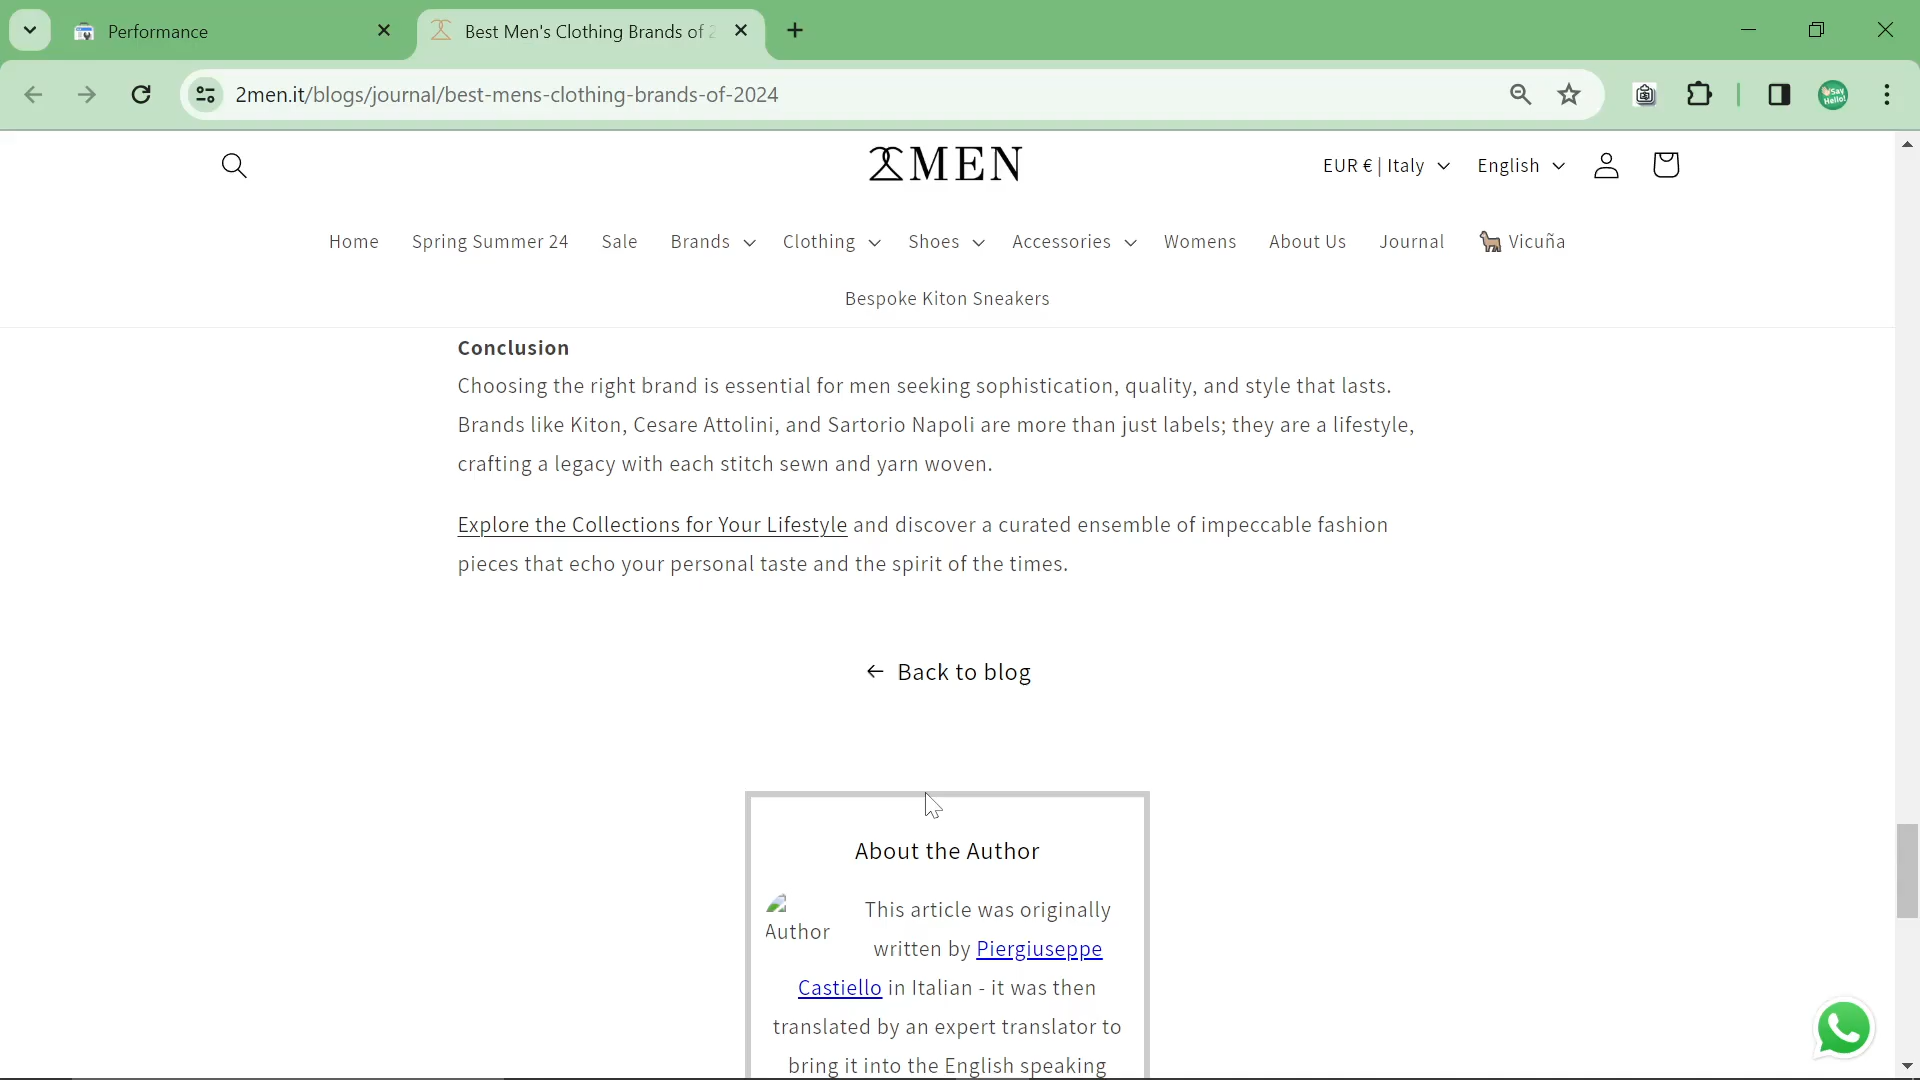 Performance
Best Men's Clothing Brands of 2
2men.it/blogs/journal/best-mens-clothing-brands-of-2024
Say Hello!
2MEN
EUR € | Italy
English
Home
Spring Summer 24
Sale
Brands
Clothing
Shoes
Accessories
Womens
About Us
Journal
Vicuña
Bespoke Kiton Sneakers
Conclusion
Choosing the right brand is essential for men seeking sophistication, quality, and style that lasts.
Brands like Kiton, Cesare Attolini, and Sartorio Napoli are more than just labels; they are a lifestyle,
crafting a legacy with each stitch sewn and yarn woven.
Explore the Collections for Your Lifestyle and discover a curated ensemble of impeccable fashion
pieces that echo your personal taste and the spirit of the times.
← Back to blog
About the Author
Author
This article was originally
written by Piergiuseppe
Castiello in Italian - it was then
translated by an expert translator to
bring it into the English speaking